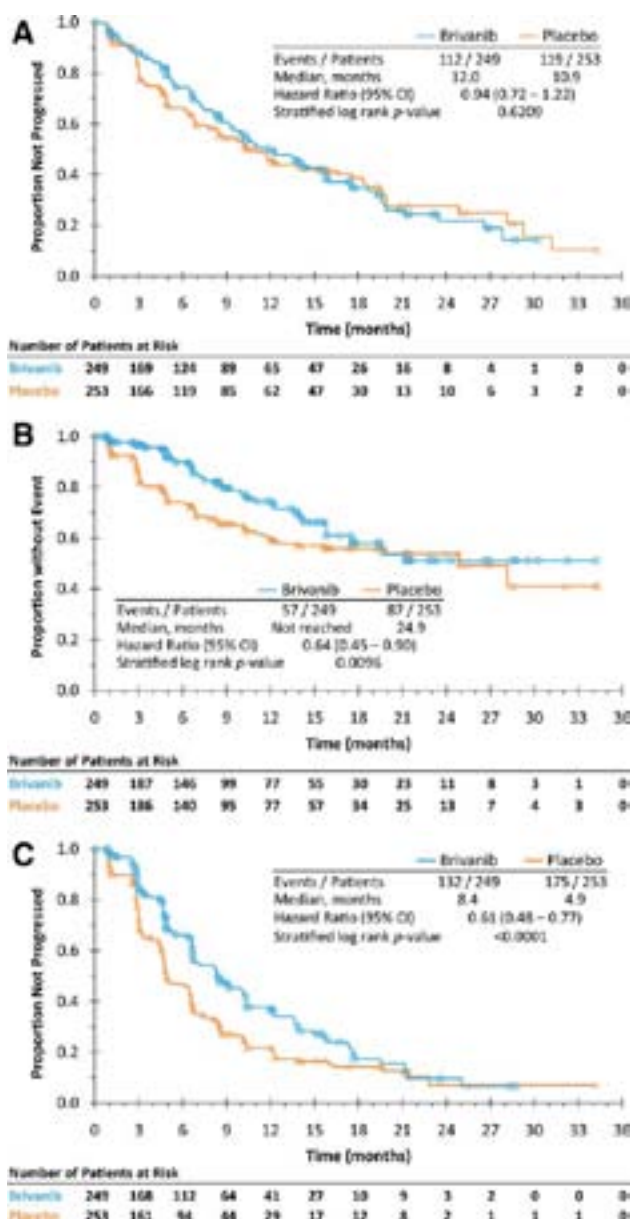 A
Brivanib Placebo
Events / Patients 112 / 249 119 / 253
Median, months 12.0 10.9
Hazard Ratio (95% CI) 0.94 (0.72 – 1.22)
Stratified log rank p-value 0.6209
Proportion Not Progressed
1.0
0.8
0.6
0.4
0.2
0.0
0 3 6 9 12 15 18 21 24 27 30 33 36
Time (months)
Number of Patients at Risk
Brivanib 249 169 124 89 65 47 26 16 8 4 1 0 0
Placebo 253 166 119 85 62 47 30 13 10 6 3 2 0
B
Proportion without Event
1.0
0.8
0.6
0.4
0.2
0.0
Brivanib Placebo
Events / Patients 57 / 249 87 / 253
Median, months Not reached 24.9
Hazard Ratio (95% CI) 0.64 (0.45 – 0.90)
Stratified log rank p-value 0.0096
0 3 6 9 12 15 18 21 24 27 30 33 36
Time (months)
Number of Patients at Risk
Brivanib 249 187 146 99 77 55 30 23 11 8 3 1 0
Placebo 253 186 140 95 77 57 34 25 13 7 4 3 0
C
Brivanib Placebo
Events / Patients 132 / 249 175 / 253
Median, months 8.4 4.9
Hazard Ratio (95% CI) 0.61 (0.48 – 0.77)
Stratified log rank p-value <0.0001
Proportion Not Progressed
1.0
0.8
0.6
0.4
0.2
0.0
0 3 6 9 12 15 18 21 24 27 30 33 36
Time (months)
Number of Patients at Risk
Brivanib 249 168 112 64 41 27 10 9 3 2 0 0 0
Placebo 253 161 94 44 29 17 12 8 2 1 1 1 0